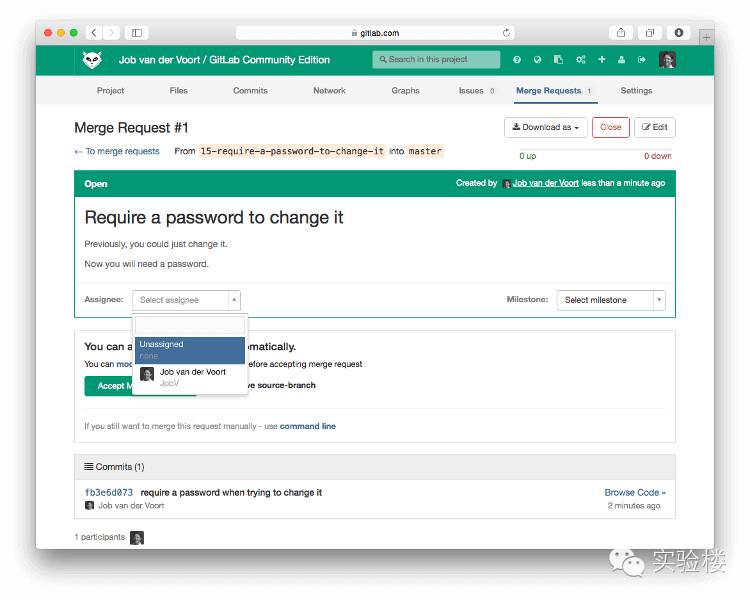 gitlab.com
Job van der Voort / GitLab Community Edition
Search in this project
Project Files Commits Network Graphs Issues 0 Merge Requests 1 Settings
Merge Request #1
Download as Close Edit
← To merge requests From 15-require-a-password-to-change-it into master
0 up 0 down
Open Created by Job van der Voort less than a minute ago
Require a password to change it
Previously, you could just change it.
Now you will need a password.
Assignee: Select assignee Milestone: Select milestone
Unassigned
none
Job van der Voort
JobV
You can a omatically.
You can mo efore accepting merge request
Accept M ve source-branch
If you still want to merge this request manually - use command line
Commits (1)
fb3e6d073 require a password when trying to change it Browse Code »
Job van der Voort 2 minutes ago
1 participants
实验楼